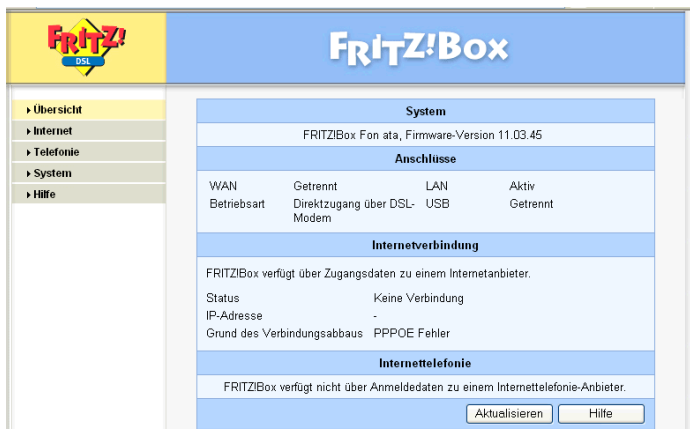 FRITZ!
DSL
FRITZ!BOX
Übersicht
Internet
Telefonie
System
Hilfe
System
FRITZ!Box Fon ata, Firmware-Version 11.03.45
Anschlüsse
WAN Getrennt LAN Aktiv
Betriebsart Direktzugang über DSL- USB Getrennt
Modem
Internetverbindung
FRITZ!Box verfügt über Zugangsdaten zu einem Internetanbieter.
Status Keine Verbindung
IP-Adresse -
Grund des Verbindungsabbaus PPPOE Fehler
Internettelefonie
FRITZ!Box verfügt nicht über Anmeldedaten zu einem Internettelefonie-Anbieter.
Aktualisieren Hilfe